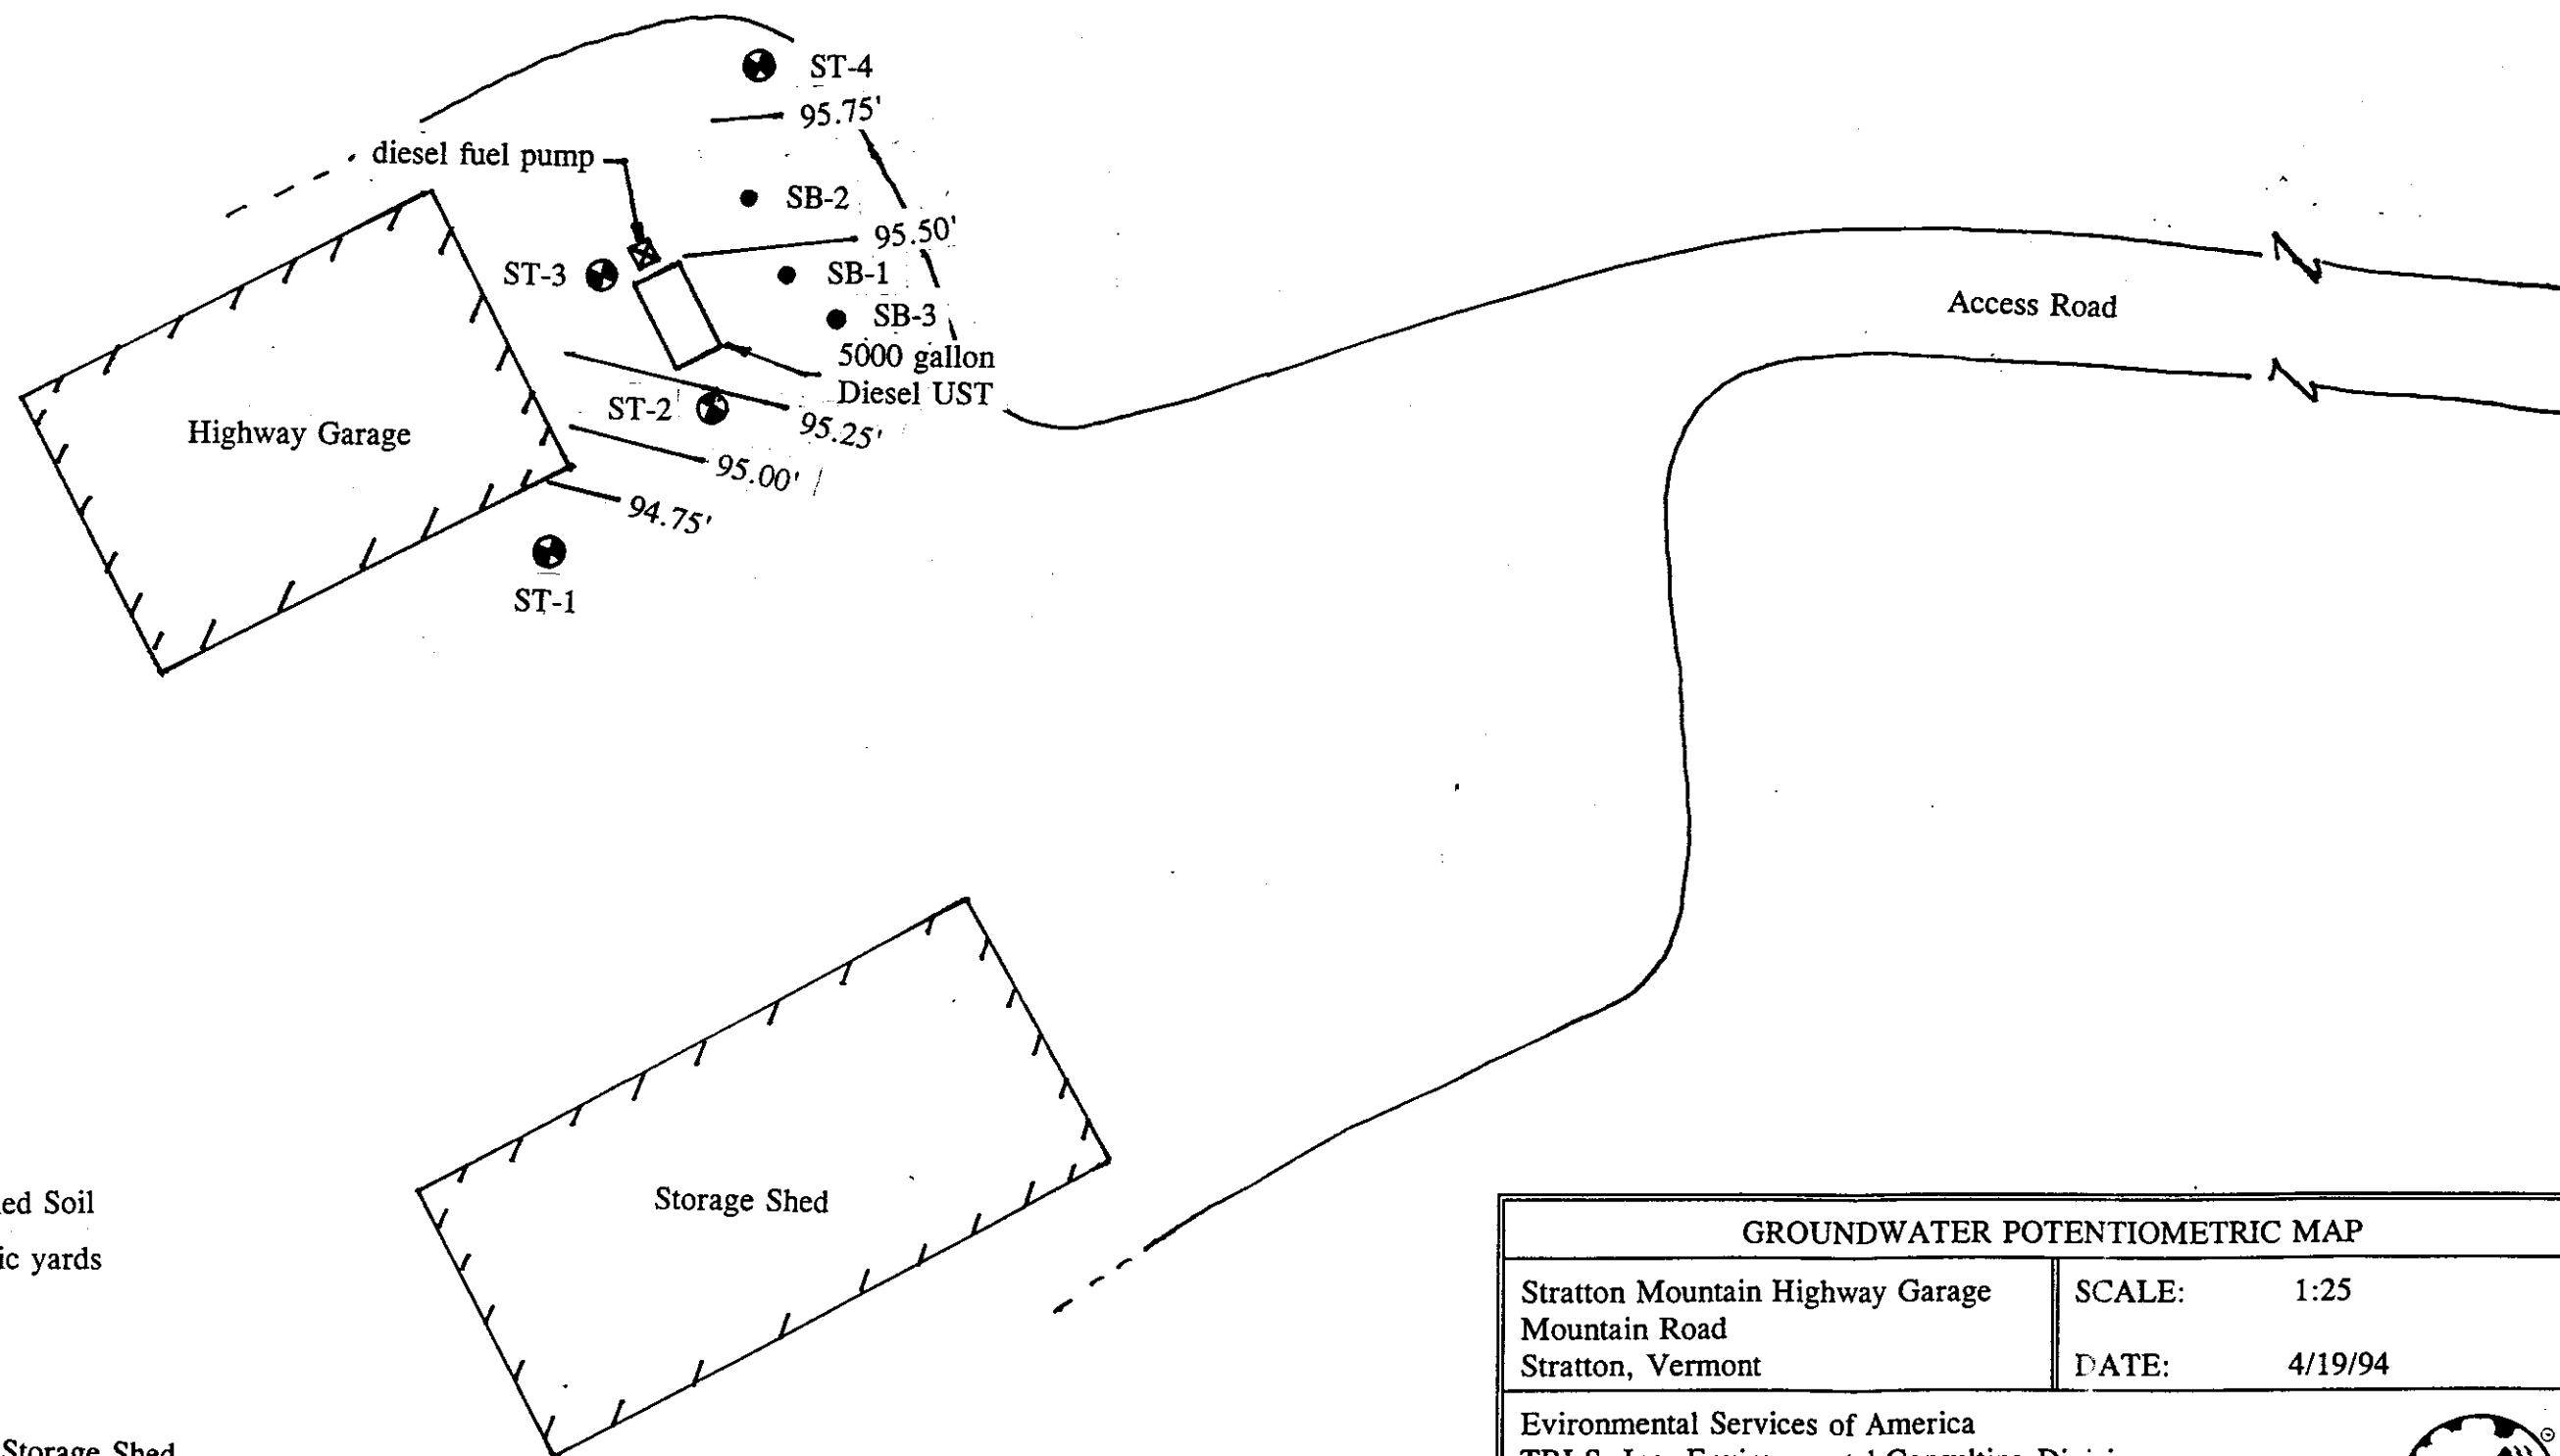 ST-4
95.75'
diesel fuel pump
SB-2
95.50'
ST-3
SB-1
SB-3
5000 gallon
Diesel UST
ST-2
95.25'
Highway Garage
95.00'
94.75'
ST-1
Access Road
Soil
yards
Storage Shed
Storage Shed
GROUNDWATER POTENTIOMETRIC MAP
Stratton Mountain Highway Garage
Mountain Road
Stratton, Vermont
SCALE: 1:25
DATE: 4/19/94
Evironmental Services of America